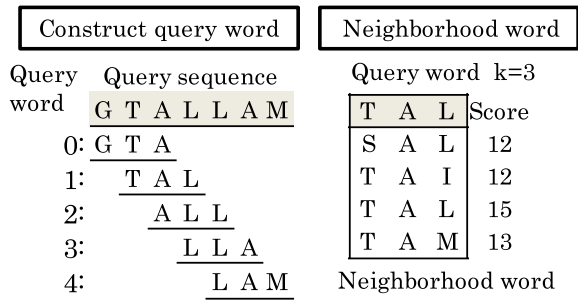 Construct query word
Query word
Query sequence
G T A L L A M
0: G T A
1: T A L
2: A L L
3: L L A
4: L A M
Neighborhood word
Query word k=3
T A L Score
S A L 12
T A I 12
T A L 15
T A M 13
Neighborhood word